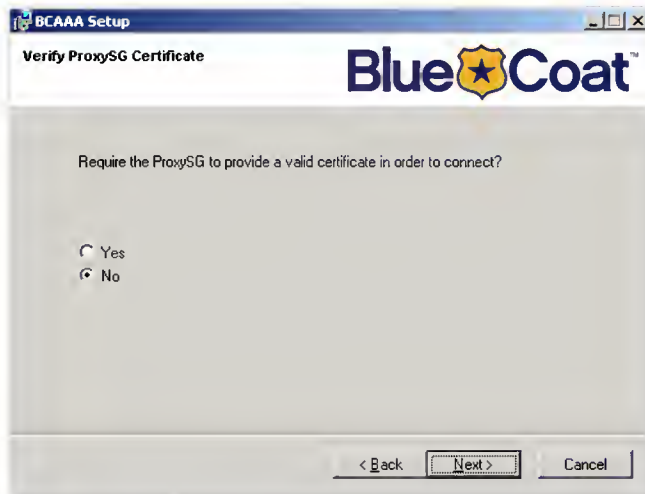 BCAAA Setup
Verify ProxySG Certificate
Blue Coat™
Require the ProxySG to provide a valid certificate in order to connect?
Yes
No
< Back Next > Cancel